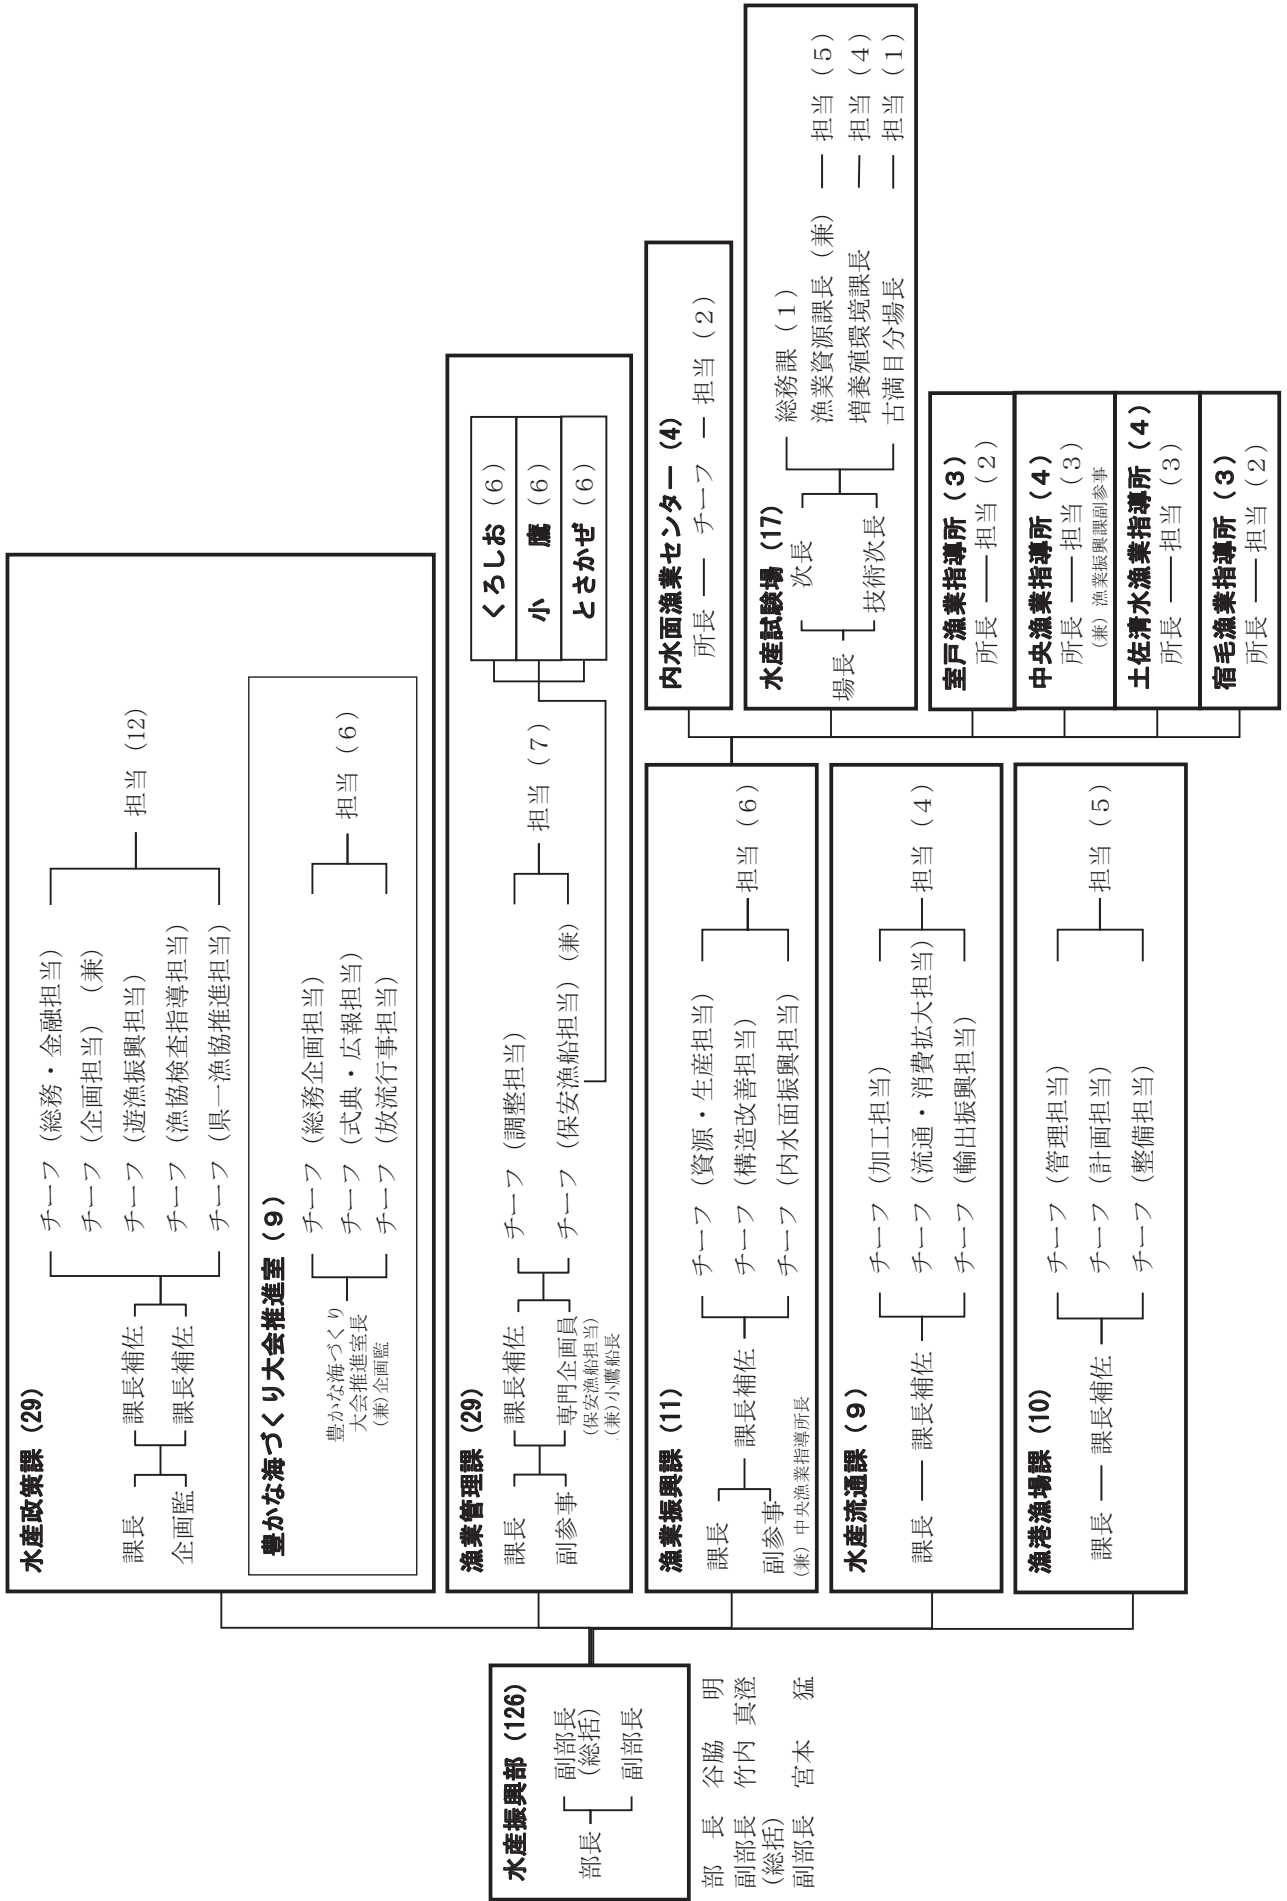 水産振興部 (126)
部長
副部長
(総括)
副部長
部　長　谷脇　明
副部長　竹内　真澄
(総括)
副部長　宮本　猛
水産政策課 (29)
課長
企画監
課長補佐
課長補佐
チーフ (総務・金融担当)
チーフ (企画担当) (兼)
チーフ (遊漁振興担当)
チーフ (漁協検査指導担当)
チーフ (県一漁協推進担当)
担当 (12)
豊かな海づくり大会推進室 (9)
豊かな海づくり
大会推進室長
(兼)企画監
チーフ (総務企画担当)
チーフ (式典・広報担当)
チーフ (放流行事担当)
担当 (6)
漁業管理課 (29)
課長
副参事
課長補佐
専門企画員
(保安漁船担当)
(兼)小鷹船長
チーフ (調整担当)
チーフ (保安漁船担当) (兼)
担当 (7)
くろしお (6)
小　鷹 (6)
とさかぜ (6)
漁業振興課 (11)
課長
副参事
(兼) 中央漁業指導所長
課長補佐
チーフ (資源・生産担当)
チーフ (構造改善担当)
チーフ (内水面振興担当)
担当 (6)
内水面漁業センター (4)
所長　チーフ　担当 (2)
水産試験場 (17)
場長
次長
技術次長
総務課 (1)
漁業資源課長 (兼)　担当 (5)
増養殖環境課長　担当 (4)
古満目分場長　担当 (1)
室戸漁業指導所 (3)
所長　担当 (2)
中央漁業指導所 (4)
所長　担当 (3)
(兼) 漁業振興課副参事
土佐清水漁業指導所 (4)
所長　担当 (3)
宿毛漁業指導所 (3)
所長　担当 (2)
水産流通課 (9)
課長　課長補佐
チーフ (加工担当)
チーフ (流通・消費拡大担当)
チーフ (輸出振興担当)
担当 (4)
漁港漁場課 (10)
課長　課長補佐
チーフ (管理担当)
チーフ (計画担当)
チーフ (整備担当)
担当 (5)